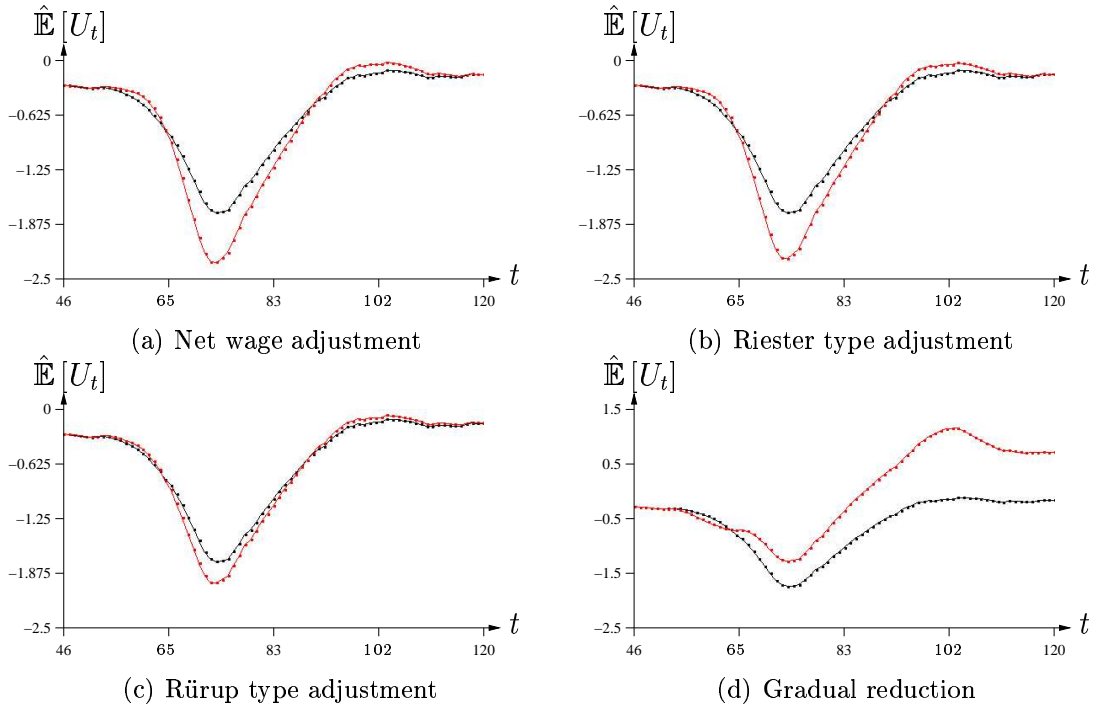 Ê [U_t]
0
−0.625
−1.25
−1.875
−2.5
46 65 83 102 120
t
(a) Net wage adjustment
Ê [U_t]
0
−0.625
−1.25
−1.875
−2.5
46 65 83 102 120
t
(b) Riester type adjustment
Ê [U_t]
0
−0.625
−1.25
−1.875
−2.5
46 65 83 102 120
t
(c) Rürup type adjustment
Ê [U_t]
1.5
0.5
−0.5
−1.5
−2.5
46 65 83 102 120
t
(d) Gradual reduction